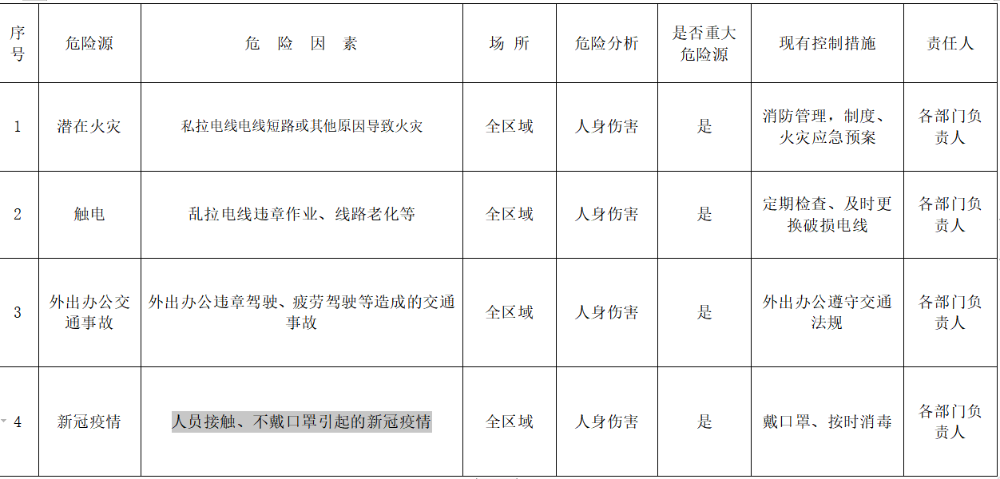 序号 危险源 危 险 因 素 场 所 危险分析 是否重大危险源 现有控制措施 责任人
1 潜在火灾 私拉电线电线短路或其他原因导致火灾 全区域 人身伤害 是 消防管理，制度、火灾应急预案 各部门负责人
2 触电 乱拉电线违章作业、线路老化等 全区域 人身伤害 是 定期检查、及时更换破损电线 各部门负责人
3 外出办公交通事故 外出办公违章驾驶、疲劳驾驶等造成的交通事故 全区域 人身伤害 是 外出办公遵守交通法规 各部门负责人
4 新冠疫情 人员接触、不戴口罩引起的新冠疫情 全区域 人身伤害 是 戴口罩、按时消毒 各部门负责人